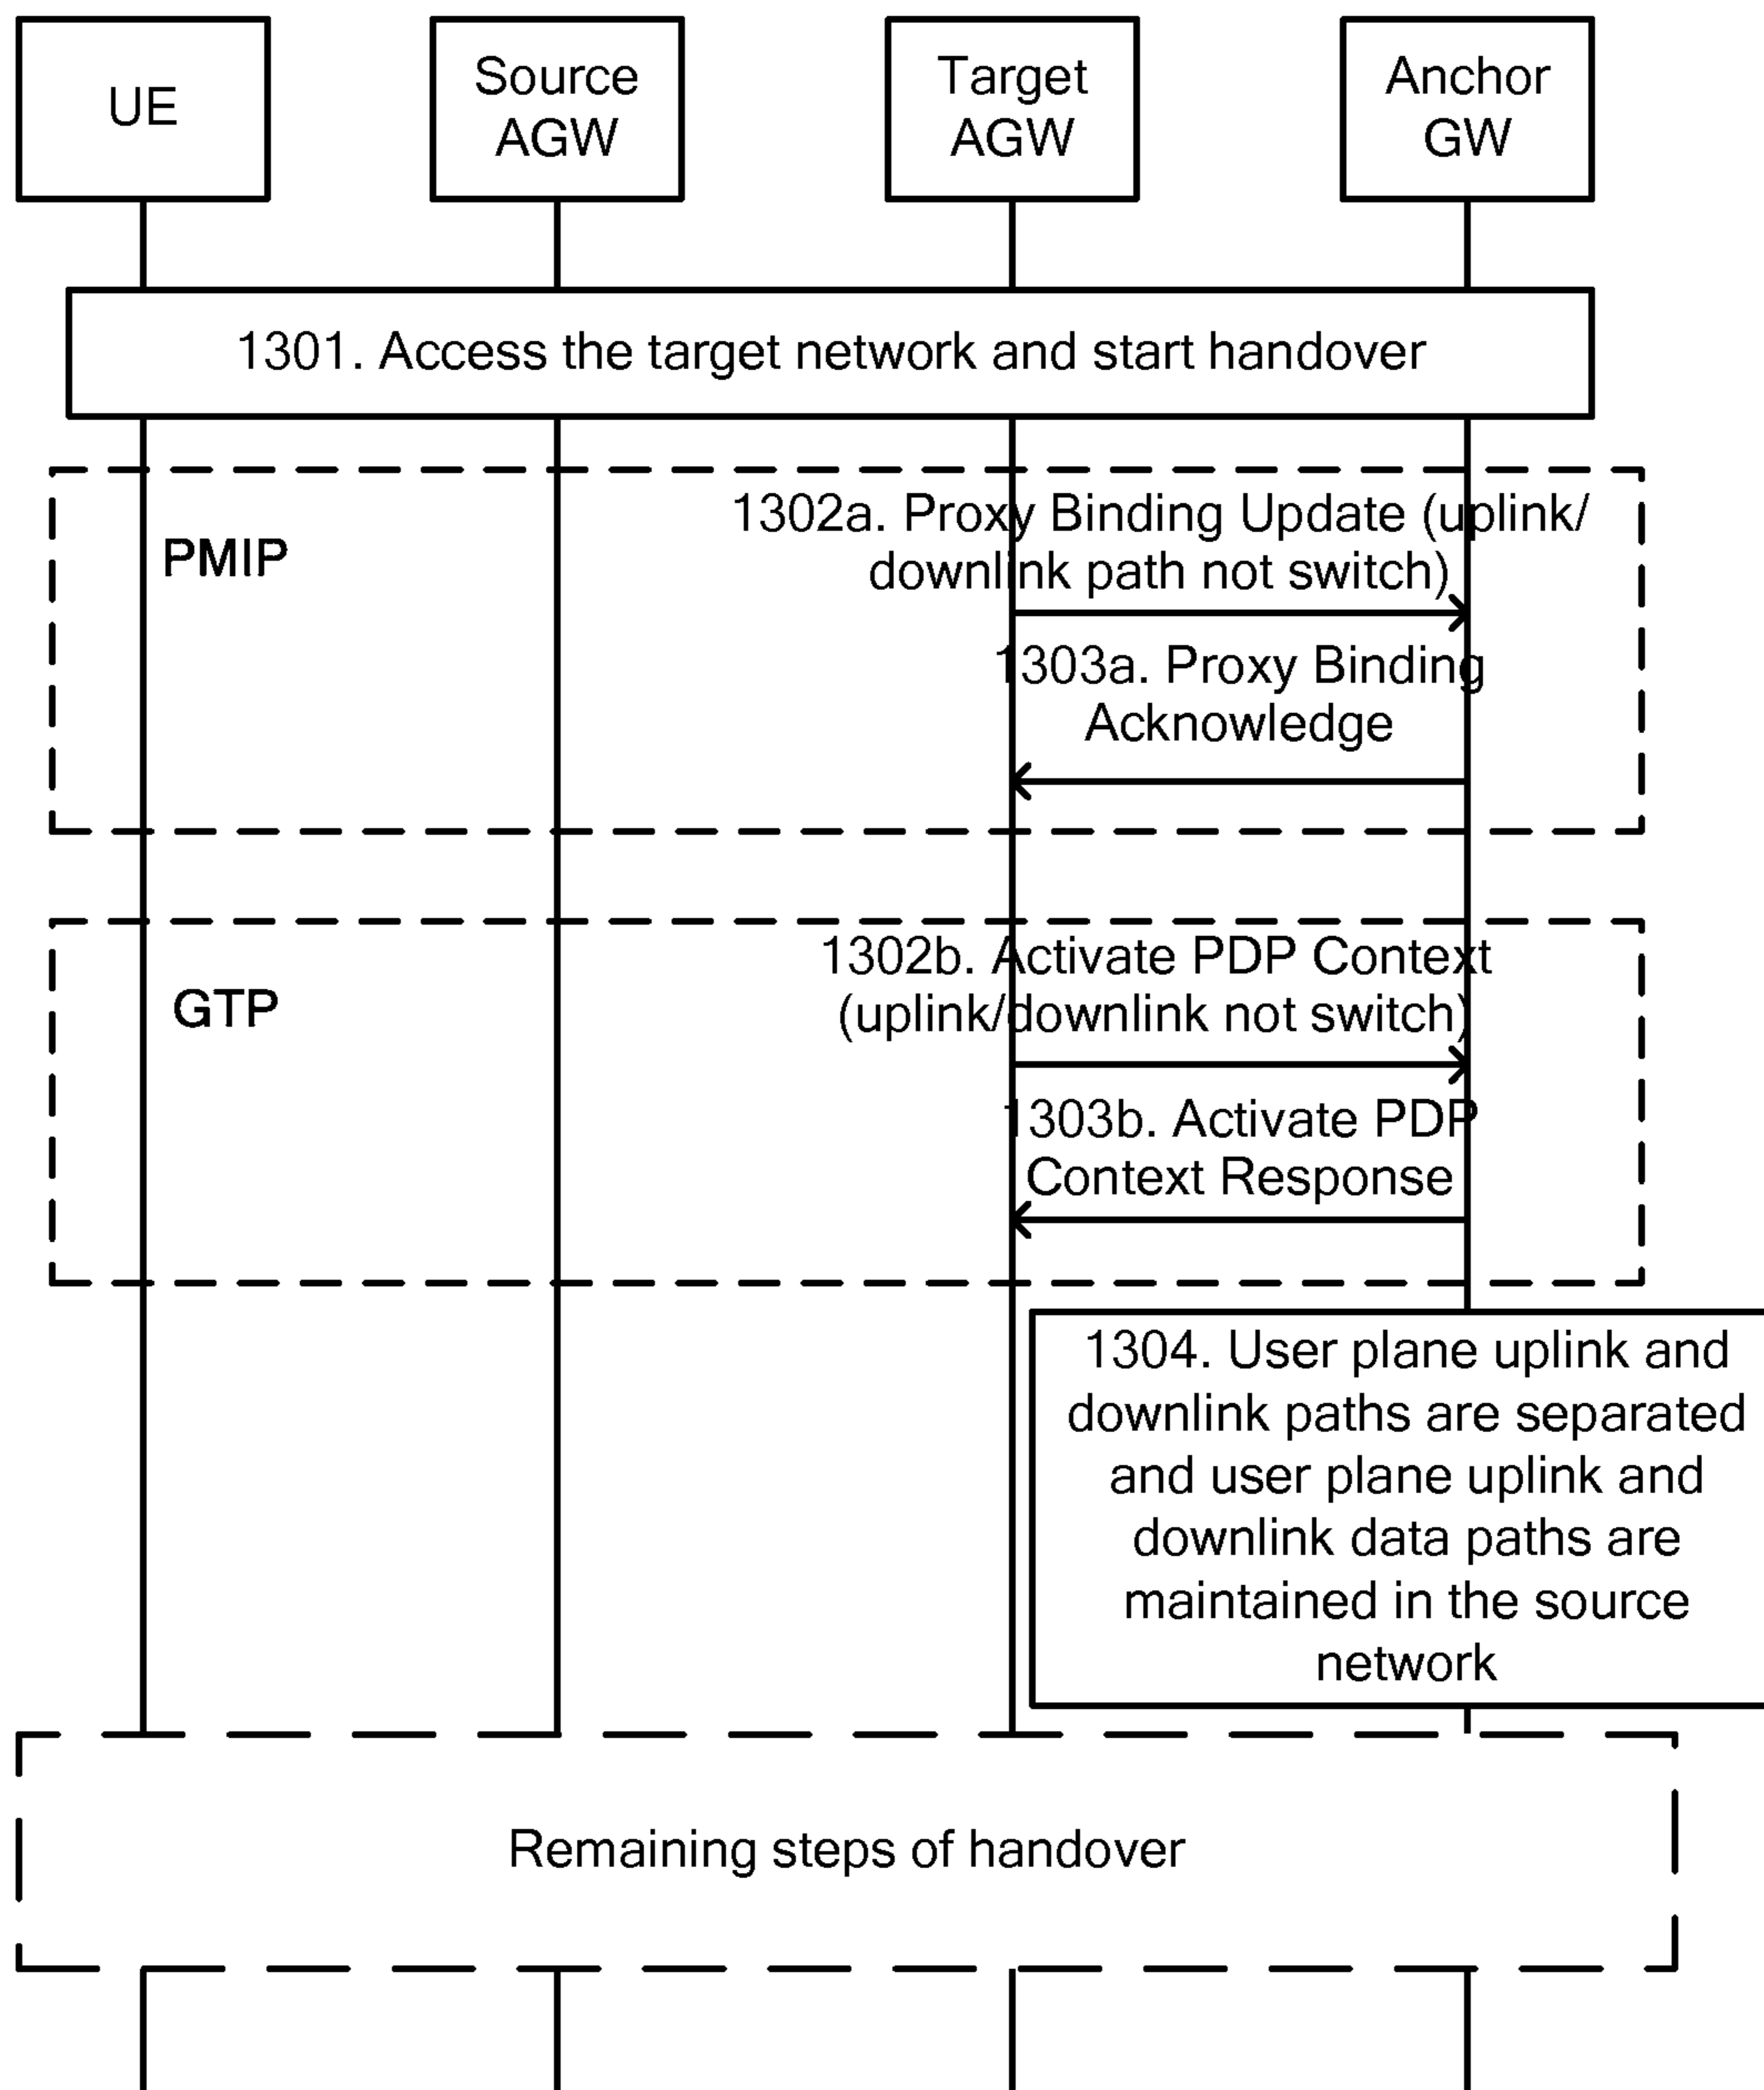 UE
Source
AGW
Target
AGW
Anchor
GW
1301. Access the target network and start handover
1302a. Proxy Binding Update (uplink/
downlink path not switch)
PMIP
1303a. Proxy Binding
Acknowledge
1302b. Activate PDP Context
(uplink/downlink not switch)
GTP
1303b. Activate PDP
Context Response
1304. User plane uplink and
downlink paths are separated
and user plane uplink and
downlink data paths are
maintained in the source
network
Remaining steps of handover